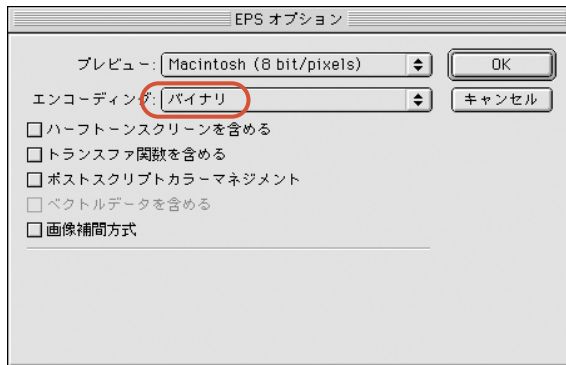 EPS オプション
プレビュー: Macintosh (8 bit/pixels)
OK
エンコーディング: バイナリ
キャンセル
ハーフトーンスクリーンを含める
トランスファ関数を含める
ポストスクリプトカラーマネジメント
ベクトルデータを含める
画像補間方式